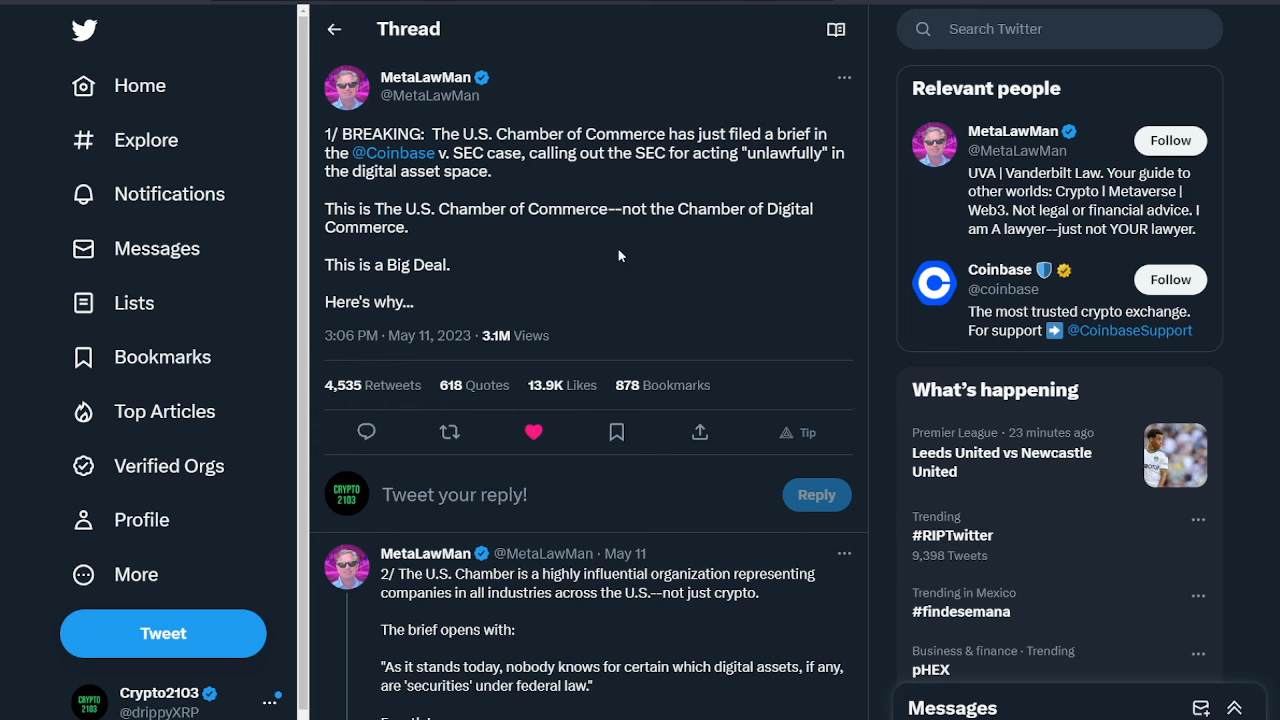 Home
Explore
Notifications
Messages
Lists
Bookmarks
Top Articles
Verified Orgs
Profile
More
Tweet
Crypto2103
@drippyXRP
Thread
MetaLawMan
@MetaLawMan
1/ BREAKING:  The U.S. Chamber of Commerce has just filed a brief in
the @Coinbase v. SEC case, calling out the SEC for acting "unlawfully" in
the digital asset space.
This is The U.S. Chamber of Commerce--not the Chamber of Digital
Commerce.
This is a Big Deal.
Here's why...
3:06 PM · May 11, 2023 · 3.1M Views
4,535 Retweets 618 Quotes 13.9K Likes 878 Bookmarks
Tip
CRYPTO
2103
Tweet your reply!
Reply
MetaLawMan @MetaLawMan · May 11
2/ The U.S. Chamber is a highly influential organization representing
companies in all industries across the U.S.--not just crypto.
The brief opens with:
"As it stands today, nobody knows for certain which digital assets, if any,
are 'securities' under federal law."
Search Twitter
Relevant people
MetaLawMan
@MetaLawMan
Follow
UVA | Vanderbilt Law. Your guide to
other worlds: Crypto I Metaverse |
Web3. Not legal or financial advice. I
am A lawyer--just not YOUR lawyer.
Coinbase
@coinbase
Follow
The most trusted crypto exchange.
For support @CoinbaseSupport
What's happening
Premier League · 23 minutes ago
Leeds United vs Newcastle
United
Trending
#RIPTwitter
9,398 Tweets
Trending in Mexico
#findesemana
Business & finance · Trending
pHEX
Messages